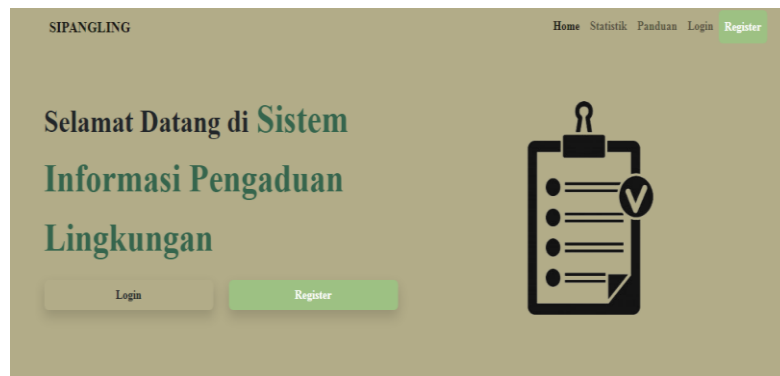 SIPANGLING
Home Statistik Panduan Login Register
Selamat Datang di Sistem
Informasi Pengaduan
Lingkungan
Login Register
V